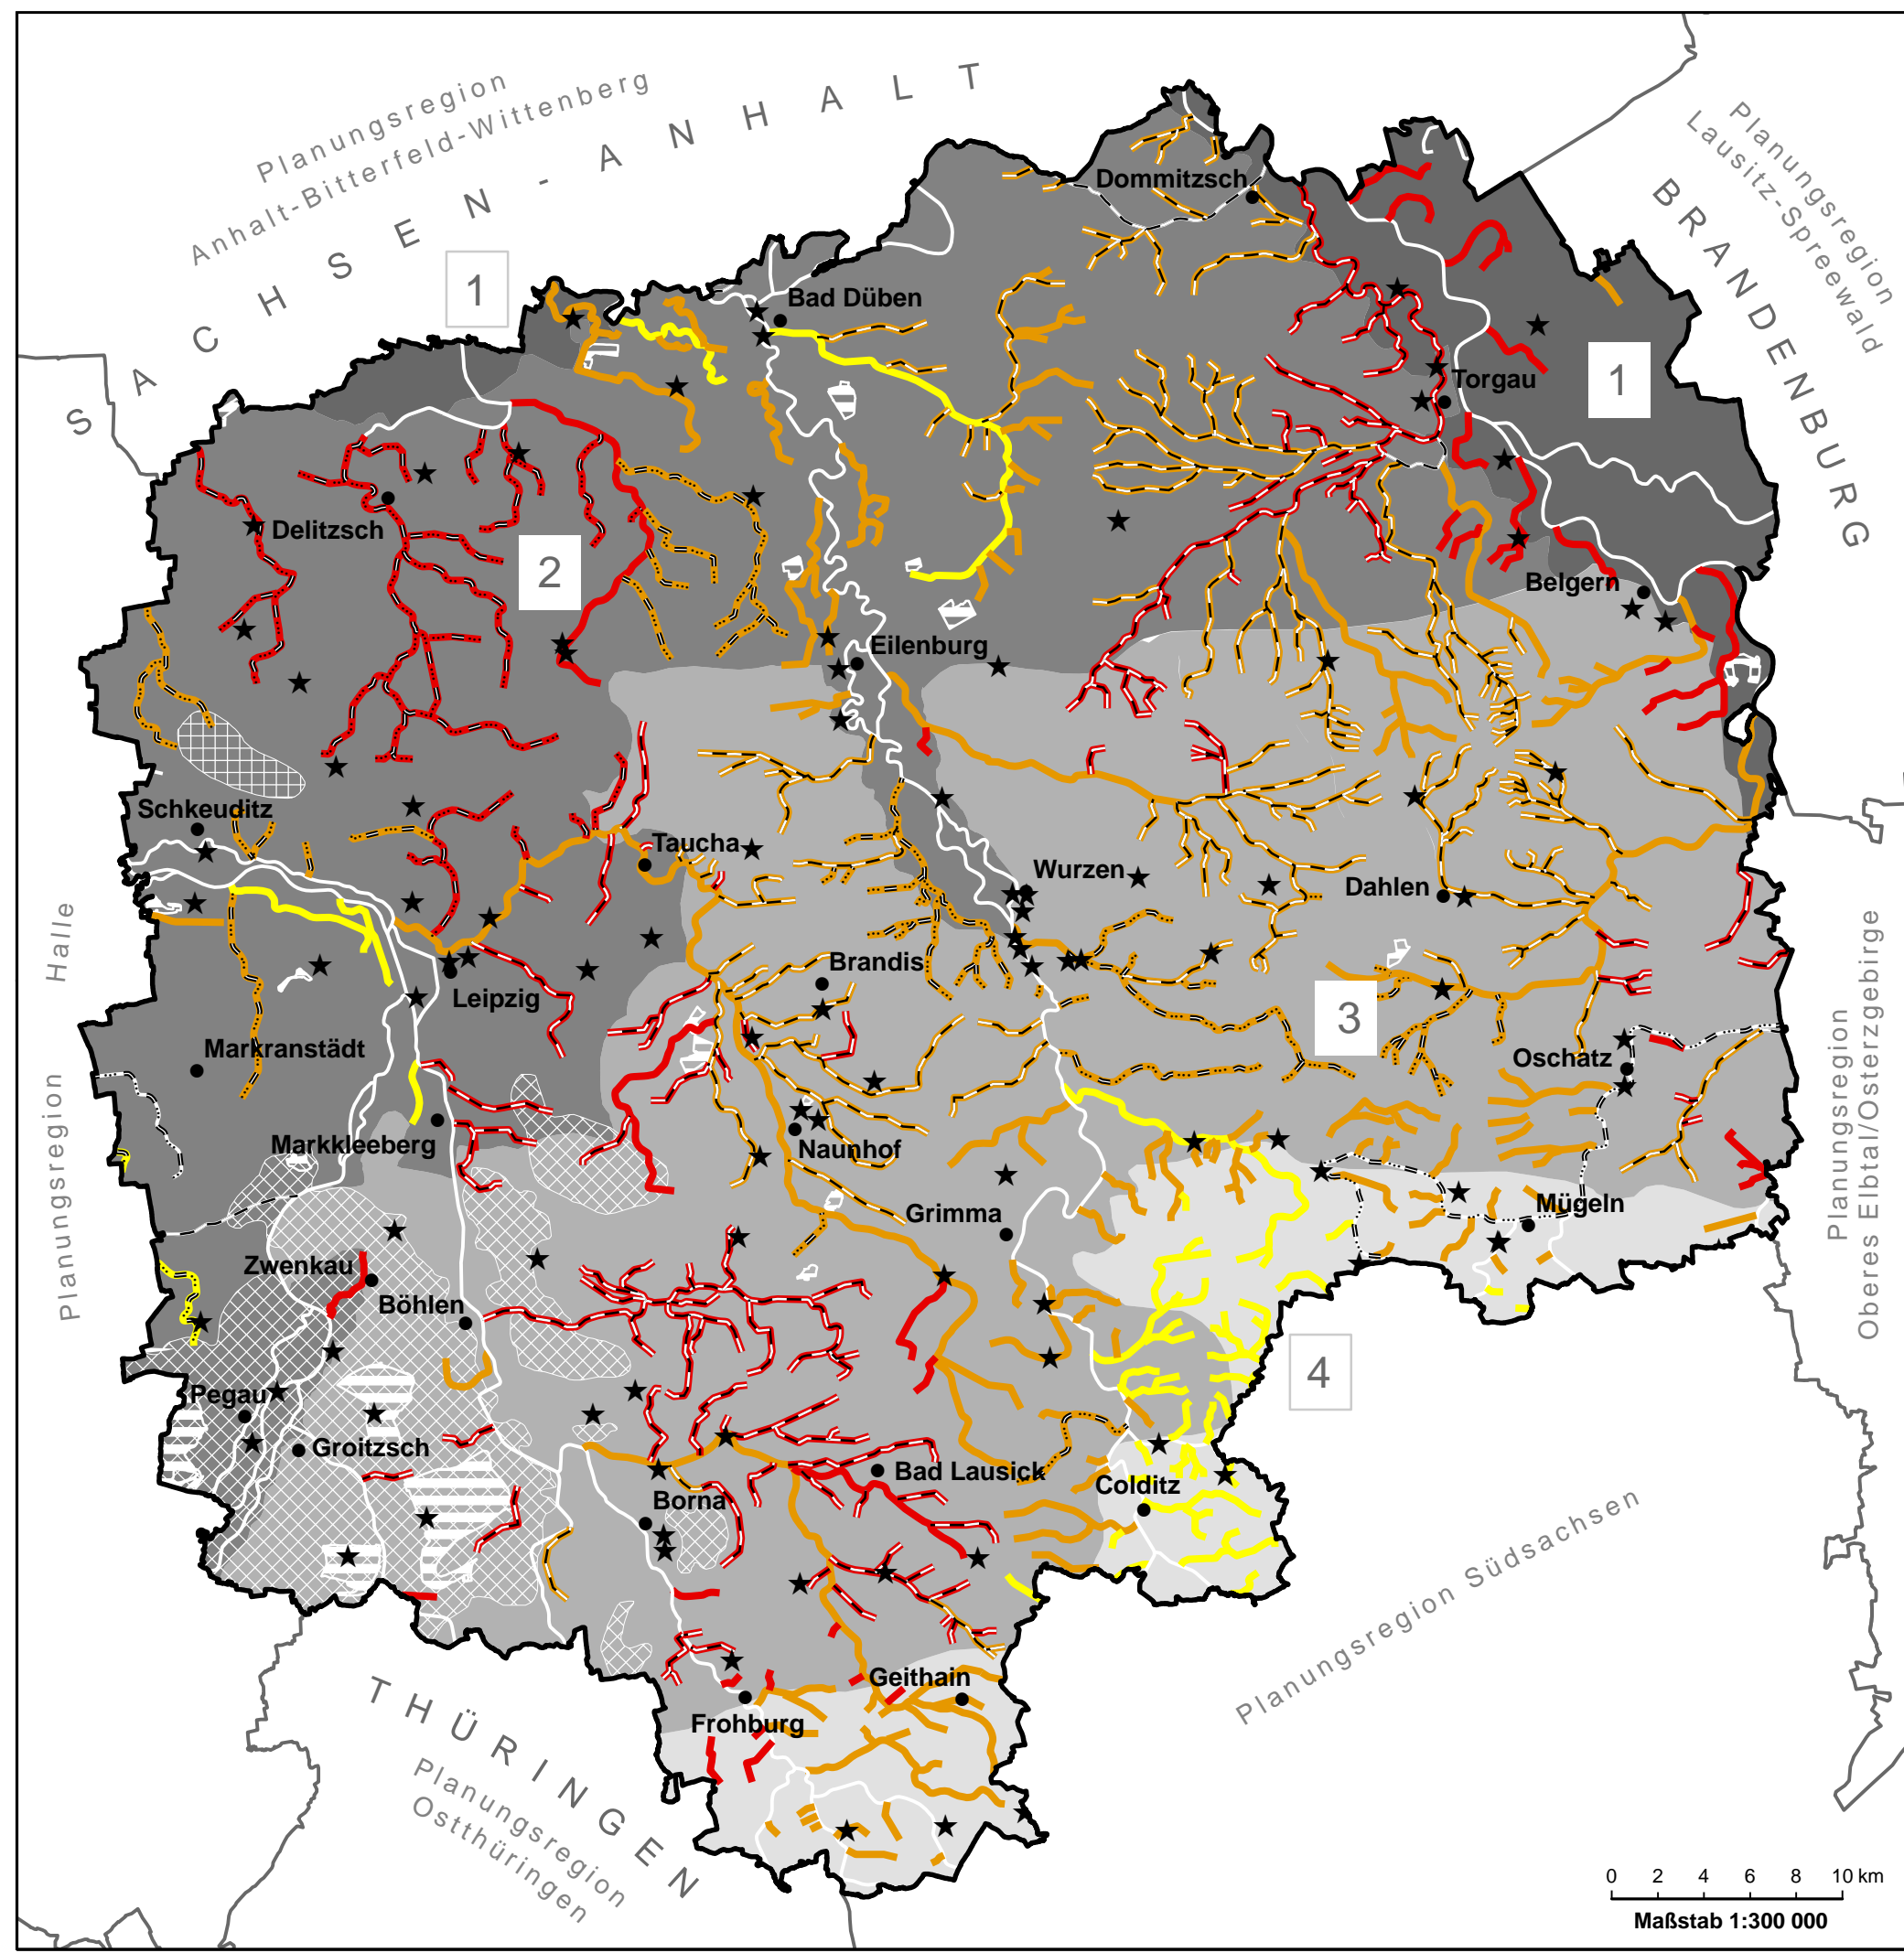 Planungsregion
Anhalt-Bitterfeld-Wittenberg
SACHSEN-ANHALT
Planungsregion
Lausitz-Spreewald
BRANDENBURG
Dommitzsch
1
Bad Düben
1
Torgau
Delitzsch
2
Belgern
Eilenburg
Schkeuditz
Taucha
Wurzen
Dahlen
Brandis
Leipzig
3
Markranstädt
Oschatz
Planungsregion Halle
Markkleeberg
Naunhof
Grimma
Mügeln
Planungsregion
Oberes Elbtal/Osterzgebirge
Zwenkau
Böhlen
4
Pegau
Groitzsch
Bad Lausick
Colditz
Borna
Planungsregion Südsachsen
Geithain
Frohburg
THÜRINGEN
Planungsregion
Ostthüringen
0 2 4 6 8 10 km
Maßstab 1:300 000